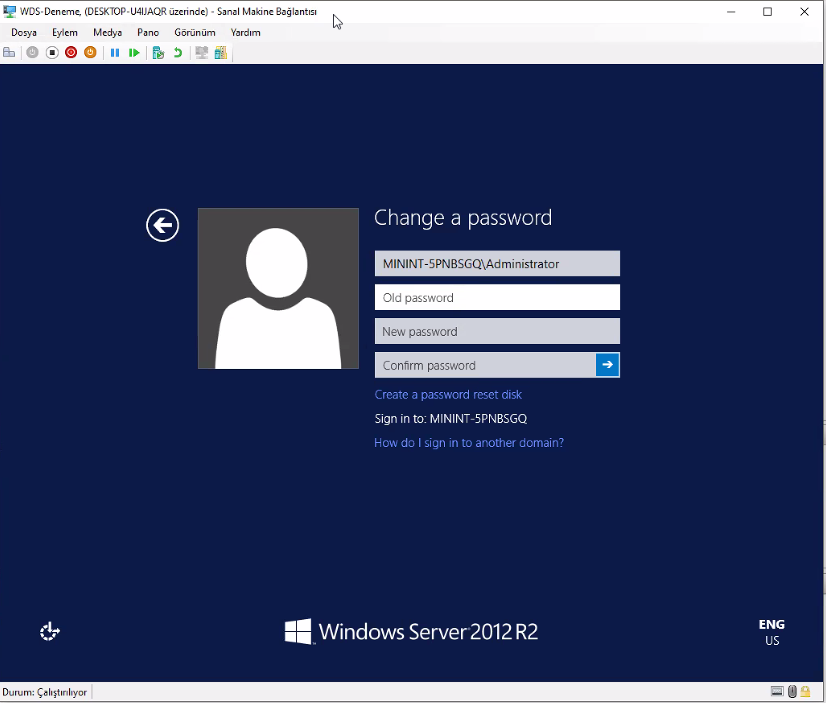 WDS-Deneme, (DESKTOP-U4IJAQR üzerinde) - Sanal Makine Bağlantısı
Dosya Eylem Medya Pano Görünüm Yardım
Change a password
MININT-5PNBSGQ\Administrator
Old password
New password
Confirm password
Create a password reset disk
Sign in to: MININT-5PNBSGQ
How do I sign in to another domain?
Windows Server 2012 R2
ENG
US
Durum: Çalıştırılıyor